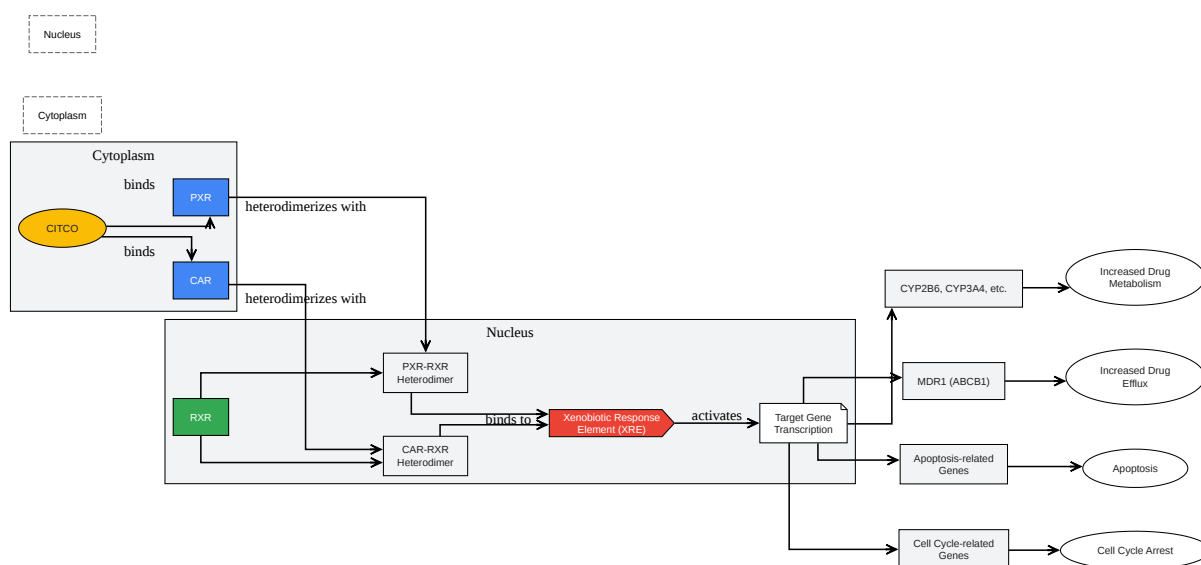 Nucleus
Cytoplasm
Cytoplasm
binds
PXR
heterodimerizes with
CITCO
binds
CAR
heterodimerizes with
Nucleus
PXR-RXR
Heterodimer
RXR
binds to
CAR-RXR
Heterodimer
Xenobiotic Response
Element (XRE)
activates
Target Gene
Transcription
CYP2B6, CYP3A4, etc.
Increased Drug
Metabolism
MDR1 (ABCB1)
Increased Drug
Efflux
Apoptosis-related
Genes
Apoptosis
Cell Cycle-related
Genes
Cell Cycle Arrest